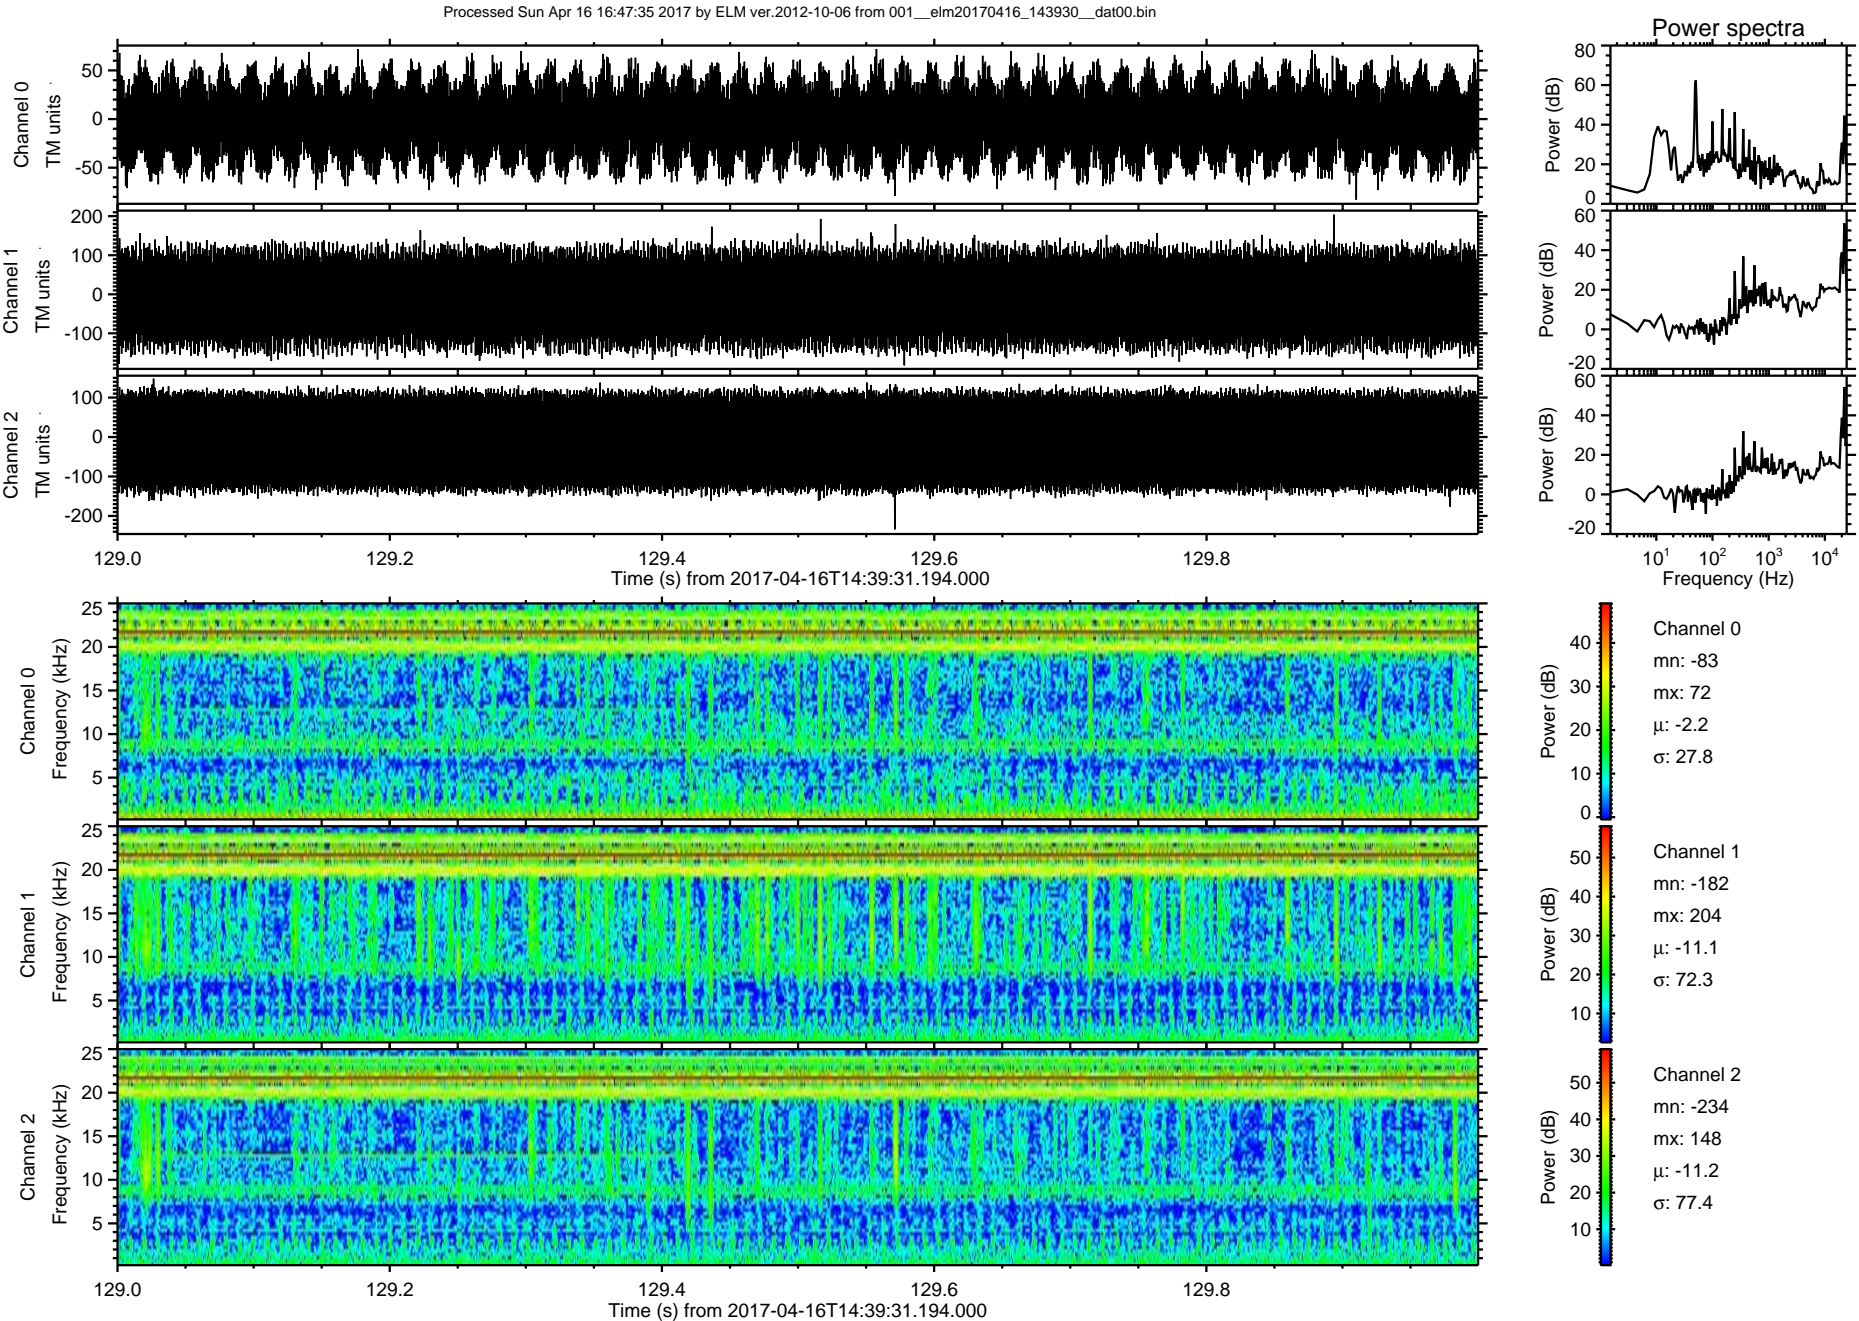 Processed Sun Apr 16 16:47:35 2017 by ELM ver.2012-10-06 from 001__elm20170416_143930__dat00.bin
Power spectra
Channel 0
TM units
50
0
-50
Power (dB)
80
60
40
20
0
Channel 1
TM units
200
100
0
-100
Power (dB)
60
40
20
0
-20
Channel 2
TM units
100
0
-100
-200
Power (dB)
60
40
20
0
-20
129.0 129.2 129.4 129.6 129.8
Time (s) from 2017-04-16T14:39:31.194.000
10^1 10^2 10^3 10^4
Frequency (Hz)
Channel 0
Frequency (kHz)
25
20
15
10
5
Power (dB)
40
30
20
10
0
Channel 0
mn: -83
mx: 72
μ: -2.2
σ: 27.8
Channel 1
Frequency (kHz)
25
20
15
10
5
Power (dB)
50
40
30
20
10
Channel 1
mn: -182
mx: 204
μ: -11.1
σ: 72.3
Channel 2
Frequency (kHz)
25
20
15
10
5
Power (dB)
50
40
30
20
10
Channel 2
mn: -234
mx: 148
μ: -11.2
σ: 77.4
129.0 129.2 129.4 129.6 129.8
Time (s) from 2017-04-16T14:39:31.194.000